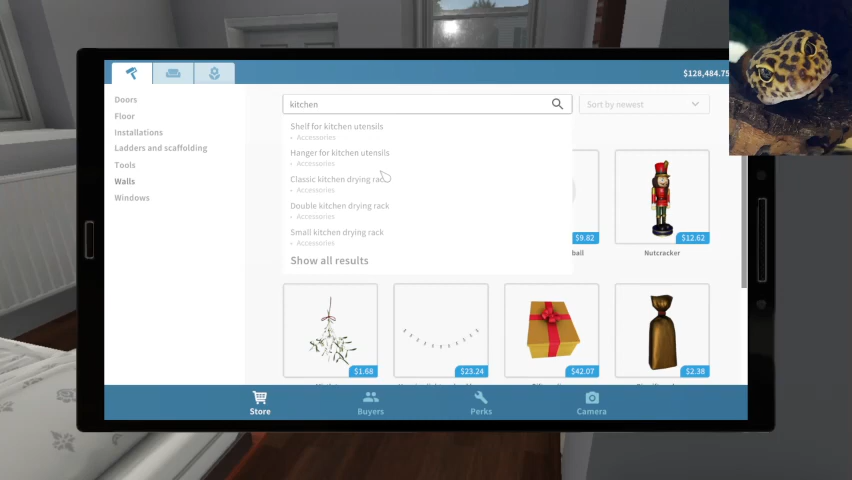 $128,484.75
Doors
Floor
Installations
Ladders and scaffolding
Tools
Walls
Windows
kitchen
Sort by newest
Shelf for kitchen utensils
Accessories
Hanger for kitchen utensils
Accessories
Classic kitchen drying rack
Accessories
Double kitchen drying rack
Accessories
Small kitchen drying rack
Accessories
Show all results
$9.82
$12.62
ball
Nutcracker
$1.68
$23.24
$42.07
$2.38
Store
Buyers
Perks
Camera